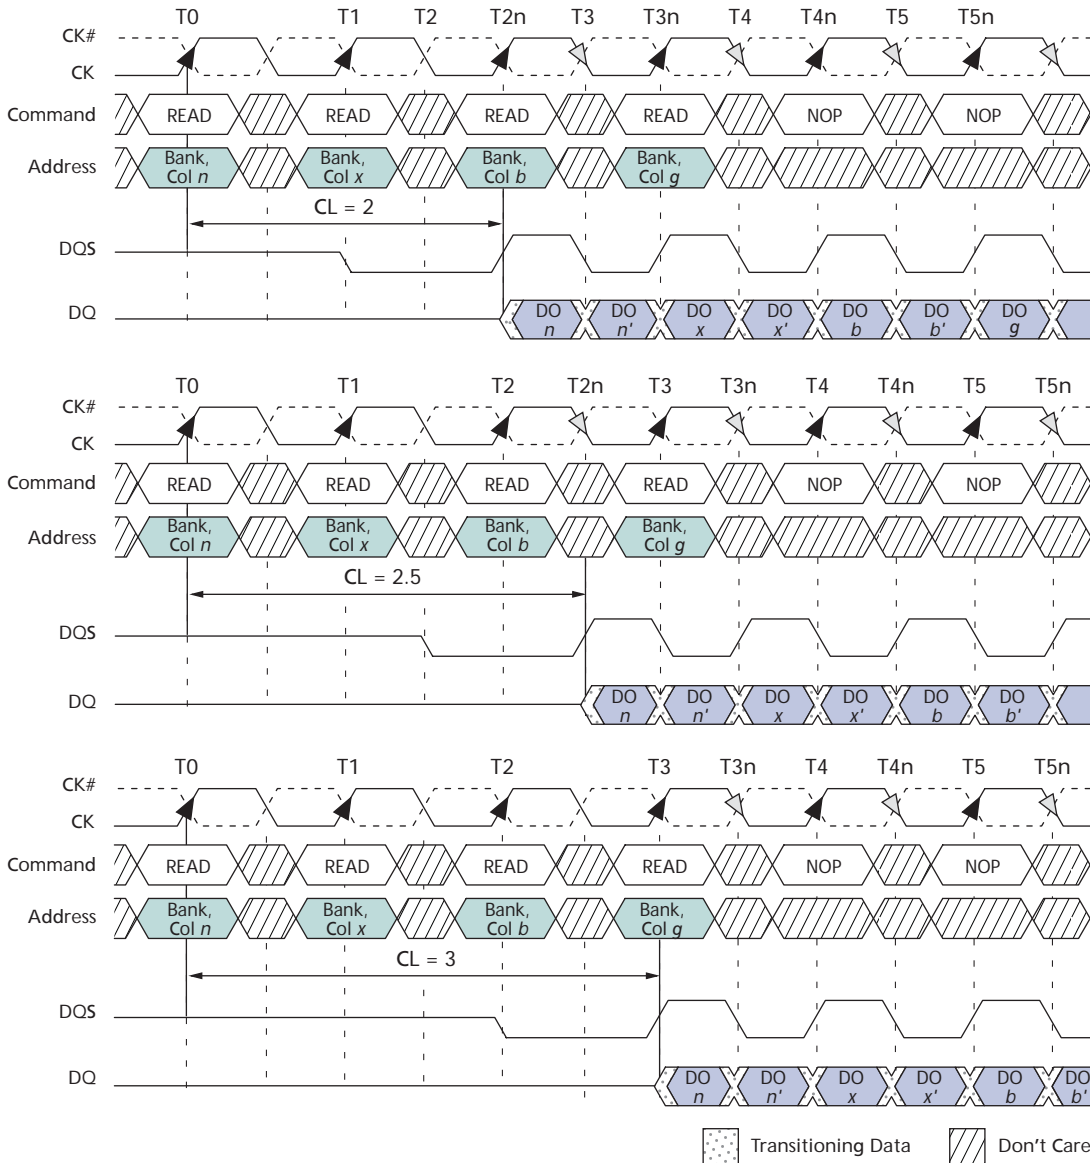 T0 T1 T2 T2n T3 T3n T4 T4n T5 T5n
CK#
CK
Command READ READ READ READ NOP NOP
Address Bank, Col n Bank, Col x Bank, Col b Bank, Col g
CL = 2
DQS
DQ DO n DO n' DO x DO x' DO b DO b' DO g
T0 T1 T2 T2n T3 T3n T4 T4n T5 T5n
CK#
CK
Command READ READ READ READ NOP NOP
Address Bank, Col n Bank, Col x Bank, Col b Bank, Col g
CL = 2.5
DQS
DQ DO n DO n' DO x DO x' DO b DO b'
T0 T1 T2 T3 T3n T4 T4n T5 T5n
CK#
CK
Command READ READ READ READ NOP NOP
Address Bank, Col n Bank, Col x Bank, Col b Bank, Col g
CL = 3
DQS
DQ DO n DO n' DO x DO x' DO b DO b'
Transitioning Data Don't Care